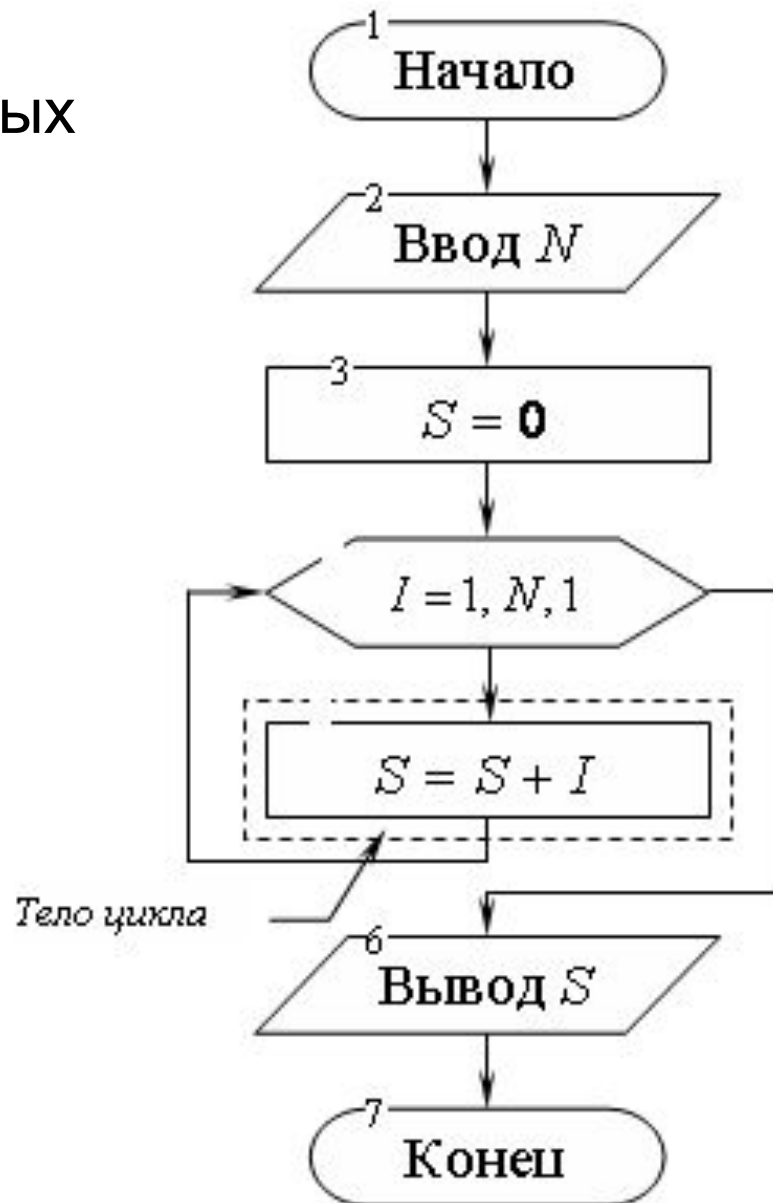 1
Начало
ых
2
Ввод N
3
S = 0
I = 1, N, 1
S = S + I
Тело цикла
6
Вывод S
7
Конец